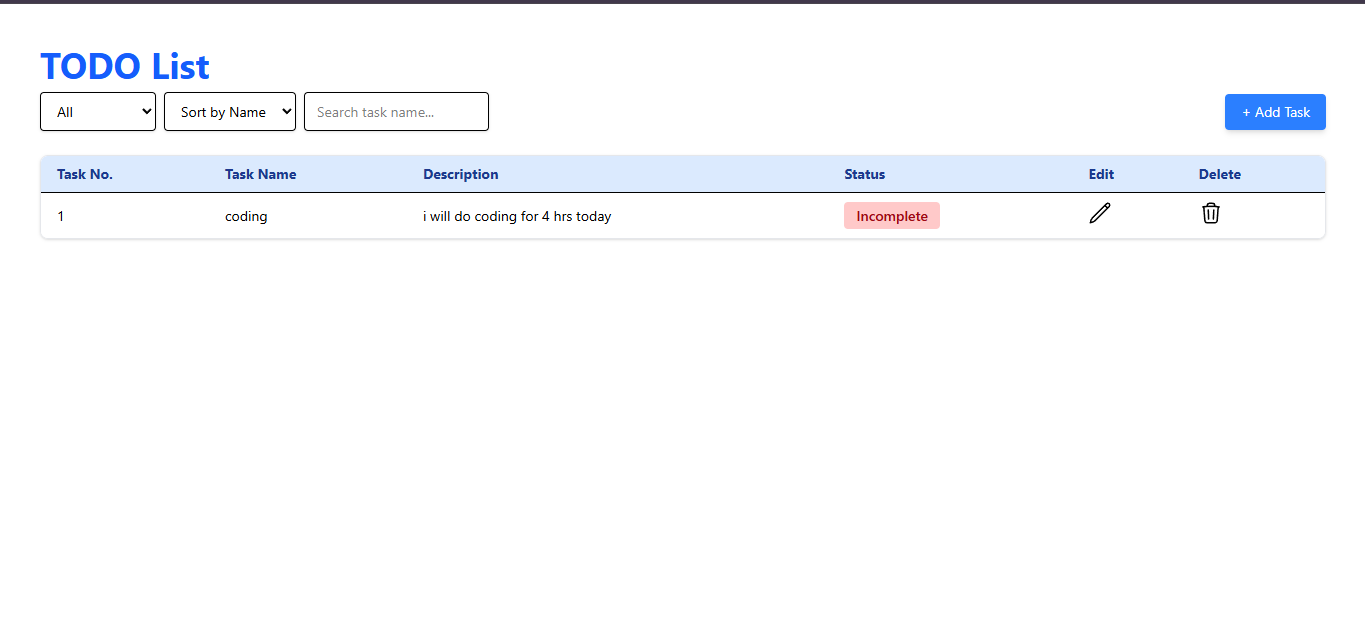 TODO List
All Sort by Name Search task name... + Add Task
Task No. Task Name Description Status Edit Delete
1 coding i will do coding for 4 hrs today Incomplete